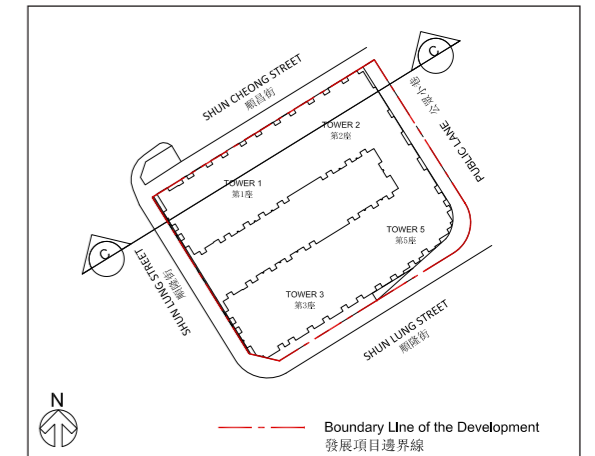 C
SHUN CHEONG STREET
順昌街
公眾小巷
PUBLIC LANE
TOWER 2
第2座
TOWER 1
第1座
TOWER 5
第5座
C
SHUN LUNG STREET
順隆街
TOWER 3
第3座
SHUN LUNG STREET
順隆街
N
Boundary Line of the Development
發展項目邊界線